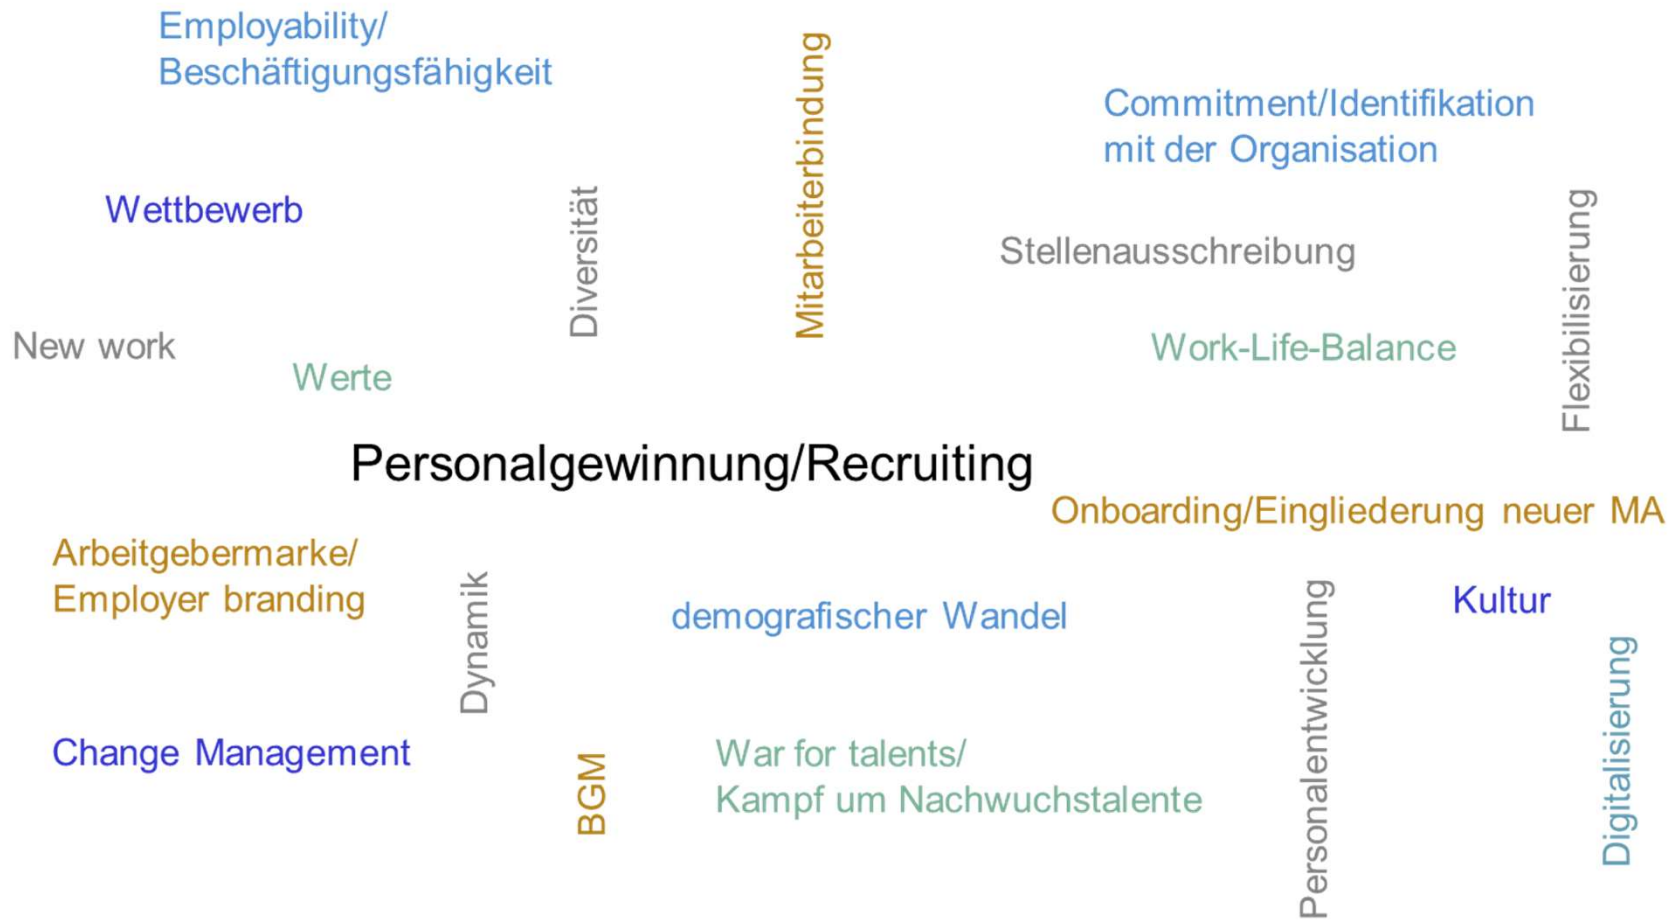 Employability/
Beschäftigungsfähigkeit
Mitarbeiterbindung
Commitment/Identifikation
mit der Organisation
Wettbewerb
Diversität
Stellenausschreibung
Flexibilisierung
New work
Werte
Work-Life-Balance
Personalgewinnung/Recruiting
Onboarding/Eingliederung neuer MA
Arbeitgebermarke/
Employer branding
Dynamik
demografischer Wandel
Personalentwicklung
Kultur
Digitalisierung
Change Management
BGM
War for talents/
Kampf um Nachwuchstalente